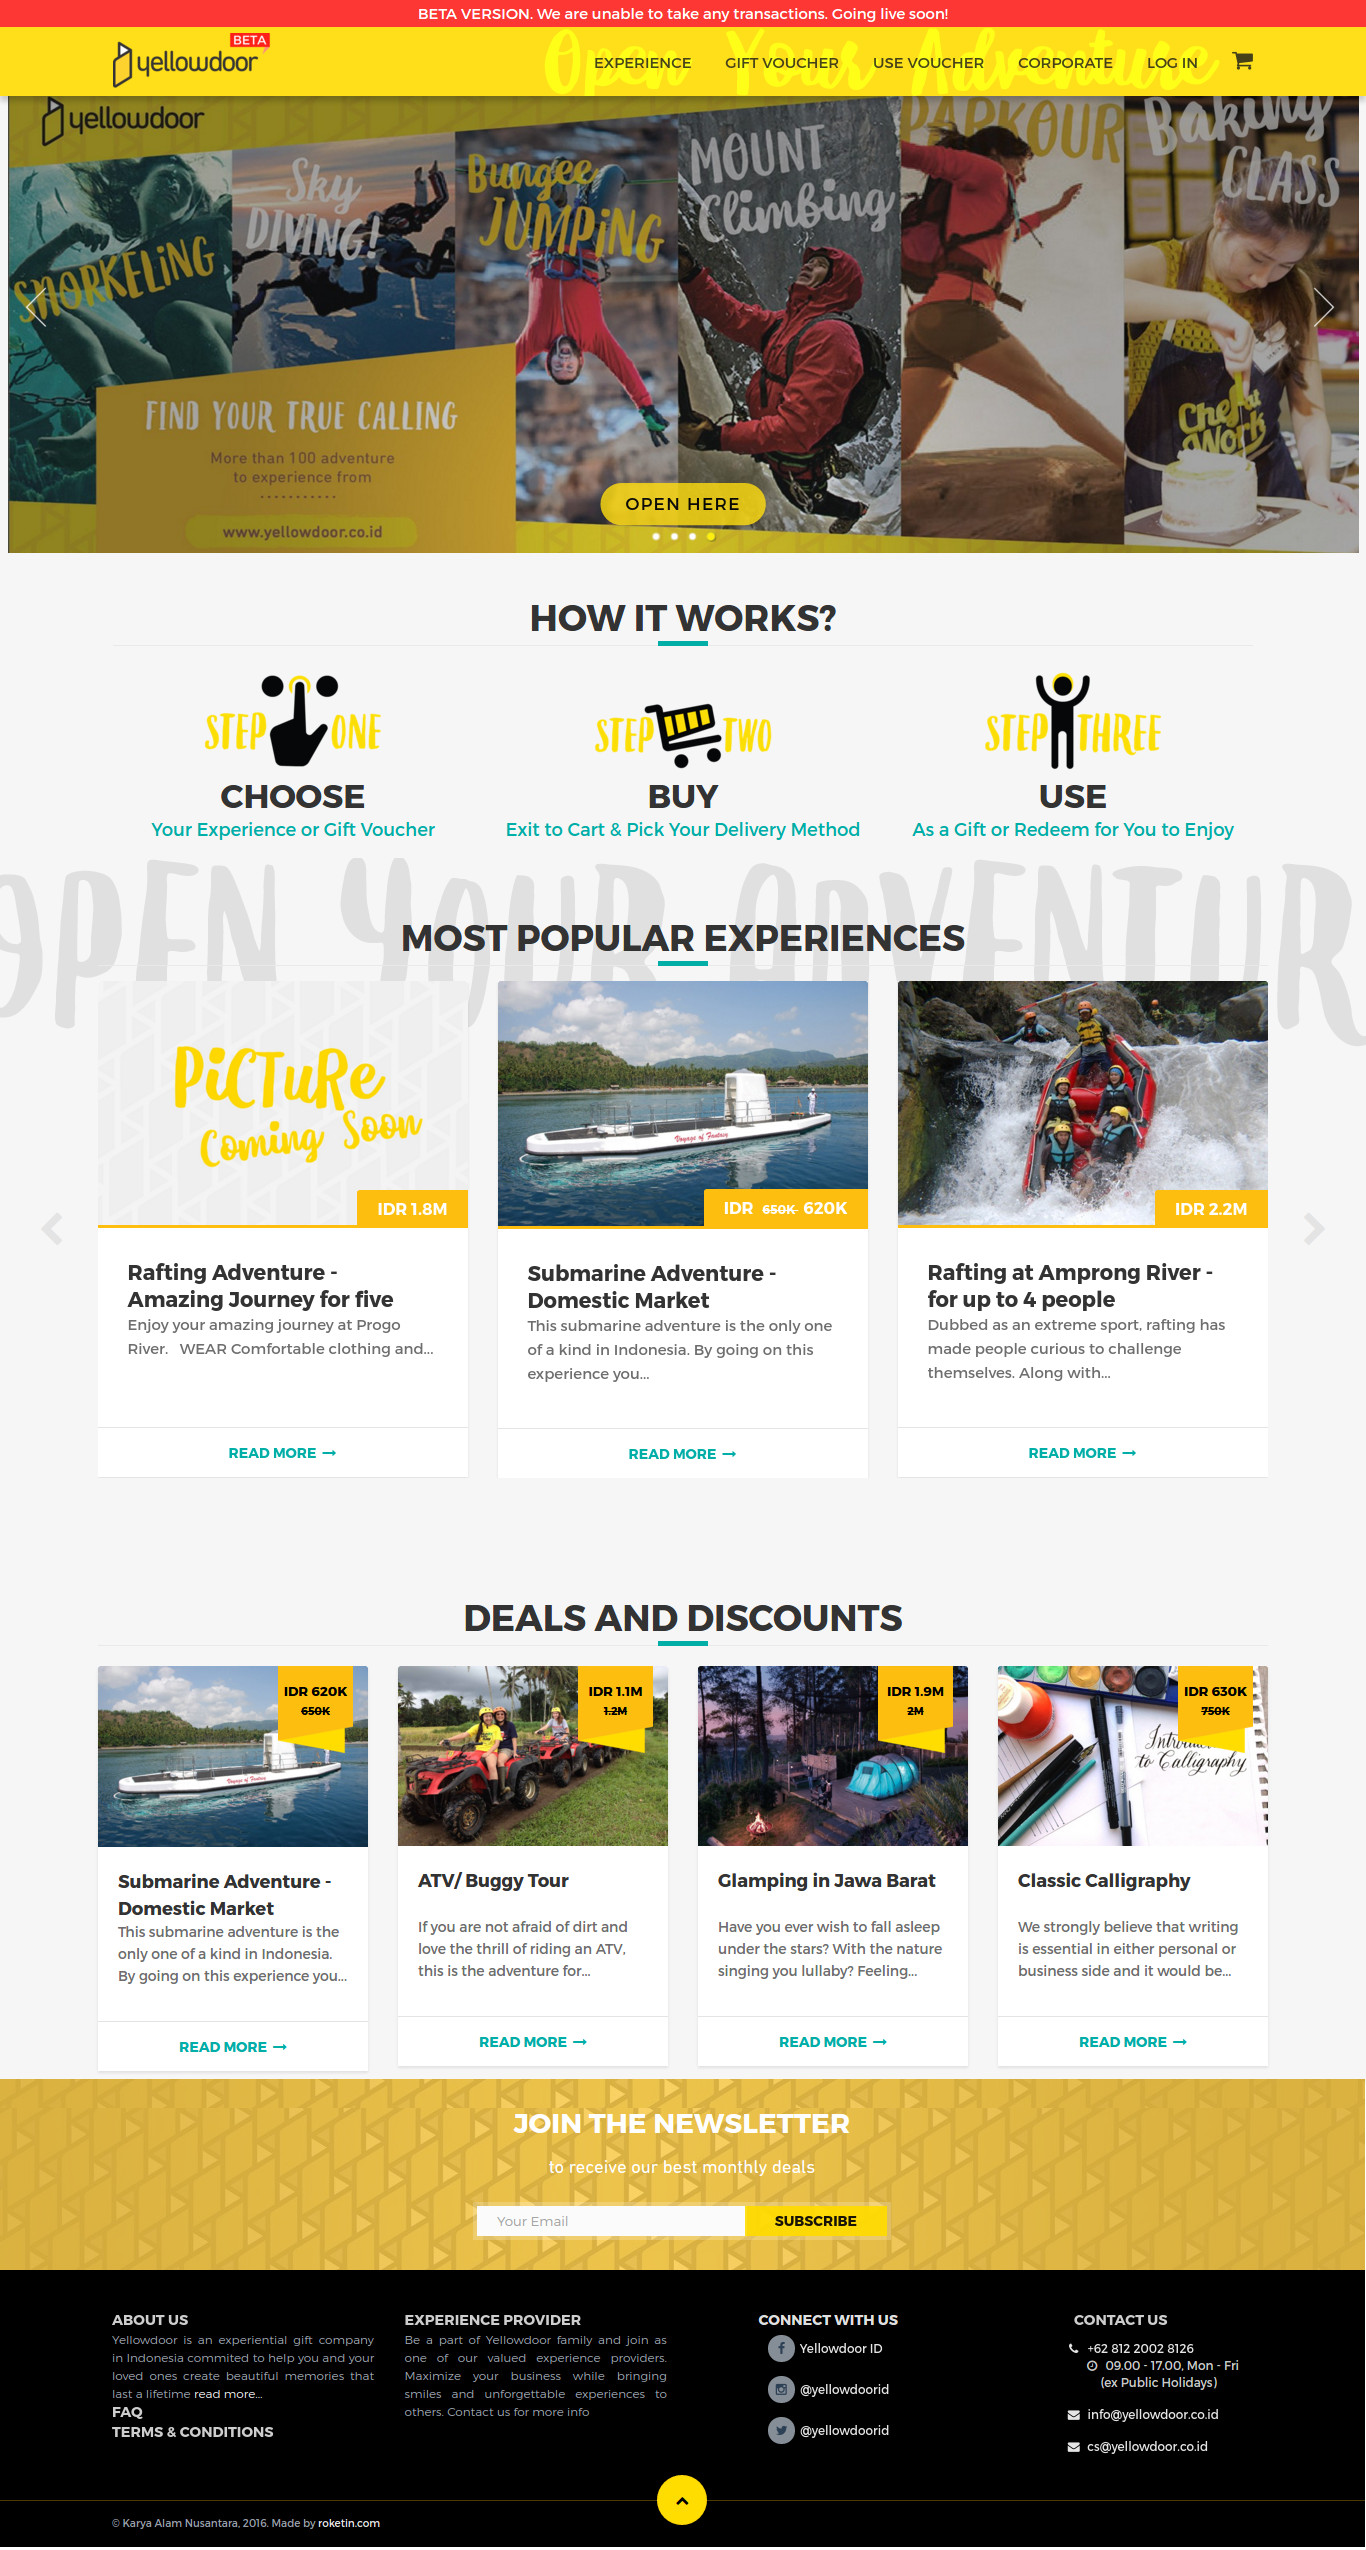 BETA VERSION. We are unable to take any transactions. Going live soon!
yellowdoor BETA
Open Your Adventure
EXPERIENCE GIFT VOUCHER USE VOUCHER CORPORATE LOG IN
yellowdoor
SNORKELING
Sky DIVING!
Bungee JUMPING
MOUNT Climbing
PARKOUR
Baking CLASS
Chef at Work
FIND YOUR TRUE CALLING
More than 100 adventure
to experience from
www.yellowdoor.co.id
OPEN HERE
HOW IT WORKS?
STEP ONE
STEP TWO
STEP THREE
CHOOSE
BUY
USE
Your Experience or Gift Voucher
Exit to Cart & Pick Your Delivery Method
As a Gift or Redeem for You to Enjoy
OPEN YOUR ADVENTUR
MOST POPULAR EXPERIENCES
PiCTuRe
Coming Soon
IDR 1.8M
Rafting Adventure -
Amazing Journey for five
Enjoy your amazing journey at Progo
River. WEAR Comfortable clothing and...
READ MORE
Voyage of Fantasy
IDR 650K 620K
Submarine Adventure -
Domestic Market
This submarine adventure is the only one
of a kind in Indonesia. By going on this
experience you...
READ MORE
IDR 2.2M
Rafting at Amprong River -
for up to 4 people
Dubbed as an extreme sport, rafting has
made people curious to challenge
themselves. Along with...
READ MORE
DEALS AND DISCOUNTS
IDR 620K
650K
Voyage of Fantasy
Submarine Adventure -
Domestic Market
This submarine adventure is the
only one of a kind in Indonesia.
By going on this experience you...
READ MORE
IDR 1.1M
1.2M
ATV/ Buggy Tour
If you are not afraid of dirt and
love the thrill of riding an ATV,
this is the adventure for...
READ MORE
IDR 1.9M
2M
Glamping in Jawa Barat
Have you ever wish to fall asleep
under the stars? With the nature
singing you lullaby? Feeling...
READ MORE
IDR 630K
750K
to Calligraphy
Classic Calligraphy
We strongly believe that writing
is essential in either personal or
business side and it would be...
READ MORE
JOIN THE NEWSLETTER
to receive our best monthly deals
Your Email
SUBSCRIBE
ABOUT US
Yellowdoor is an experiential gift company
in Indonesia commited to help you and your
loved ones create beautiful memories that
last a lifetime read more...
FAQ
TERMS & CONDITIONS
EXPERIENCE PROVIDER
Be a part of Yellowdoor family and join as
one of our valued experience providers.
Maximize your business while bringing
smiles and unforgettable experiences to
others. Contact us for more info
CONNECT WITH US
Yellowdoor ID
@yellowdoorid
@yellowdoorid
CONTACT US
+62 812 2002 8126
09.00 - 17.00, Mon - Fri
(ex Public Holidays)
info@yellowdoor.co.id
cs@yellowdoor.co.id
© Karya Alam Nusantara, 2016. Made by roketin.com